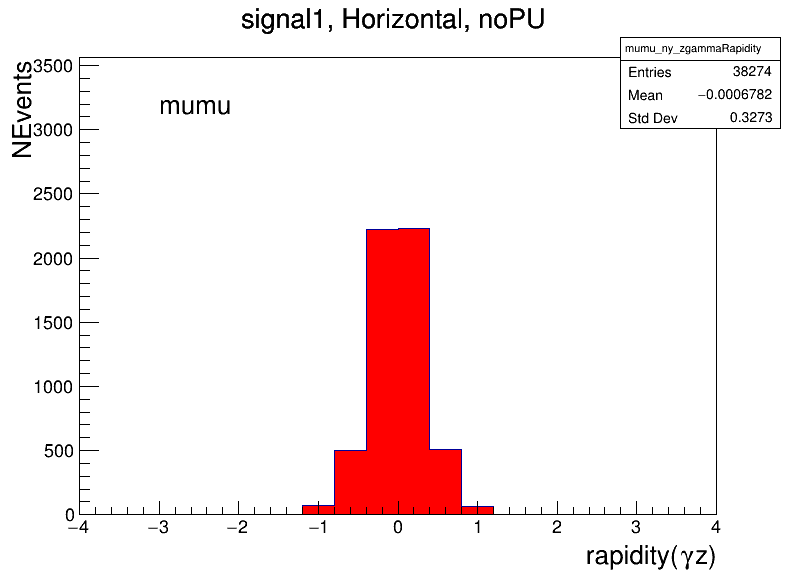 signal1, Horizontal, noPU
mumu_ny_zgammaRapidity
Entries 38274
Mean −0.0006782
Std Dev 0.3273
NEvents
mumu
3500
3000
2500
2000
1500
1000
500
0
−4 −3 −2 −1 0 1 2 3 4
rapidity(γz)